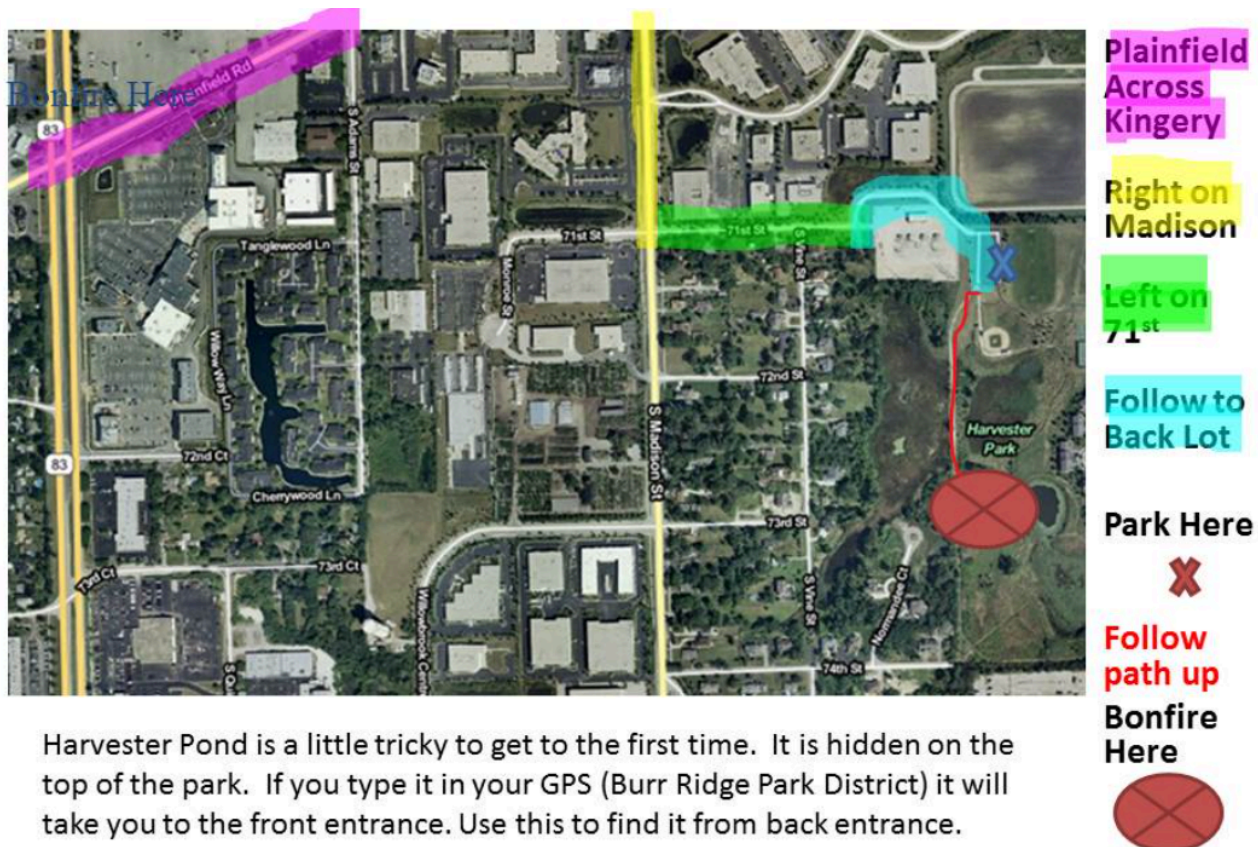 Plainfield
Across
Kingery
Right on
Madison
Left on
71st
Follow to
Back Lot
Park Here
X
Follow
path up
Bonfire
Here
Bonfire Here
nfield Rd
83
S Adams St
Tanglewood Ln
71st St
71st St
S Vine St
Monroe St
Willow Way Ln
72nd St
S Madison St
Harvester
Park
X
83
72nd Ct
Cherrywood Ln
73rd St
73rd Ct
73rd Ct
S Vine St
Normandy Ct
74th St
Harvester Pond is a little tricky to get to the first time. It is hidden on the
top of the park. If you type it in your GPS (Burr Ridge Park District) it will
take you to the front entrance. Use this to find it from back entrance.